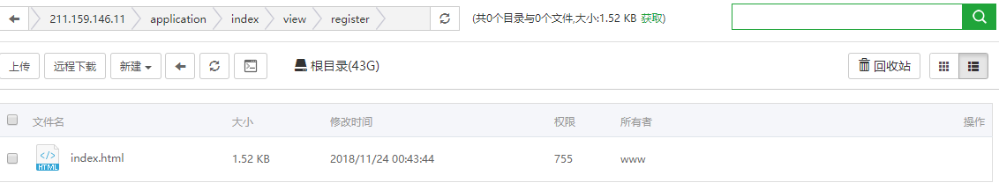 211.159.146.11 application index view register (共0个目录与0个文件,大小:1.52 KB 获取)
上传 远程下载 新建 根目录(43G) 回收站
文件名 大小 修改时间 权限 所有者 操作
</> HTML index.html 1.52 KB 2018/11/24 00:43:44 755 www